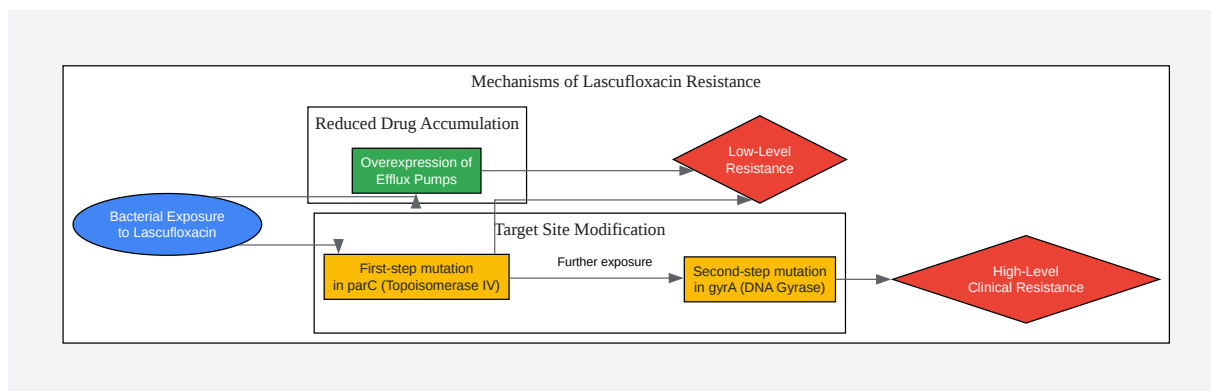 Mechanisms of Lascufloxacin Resistance
Reduced Drug Accumulation
Overexpression of
Efflux Pumps
Low-Level
Resistance
Bacterial Exposure
to Lascufloxacin
Target Site Modification
First-step mutation
in parC (Topoisomerase IV)
Further exposure
Second-step mutation
in gyrA (DNA Gyrase)
High-Level
Clinical Resistance